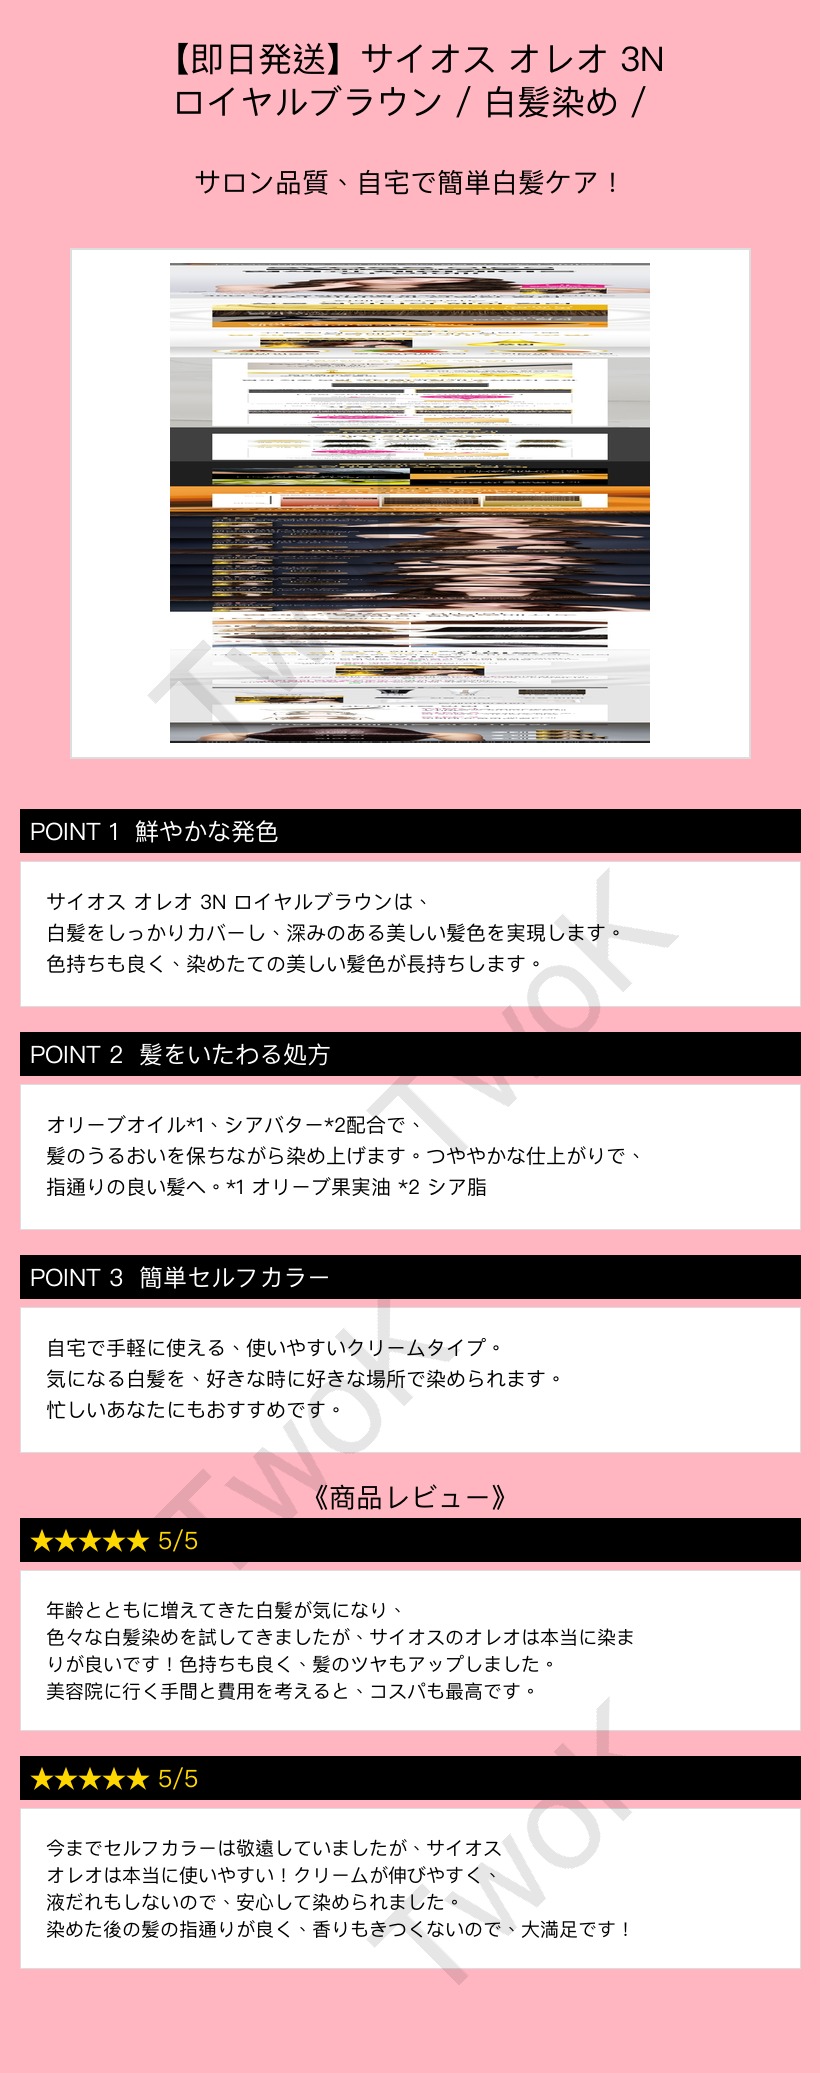 【即日発送】サイオス オレオ 3N
ロイヤルブラウン / 白髪染め /
サロン品質、自宅で簡単白髪ケア！
POINT 1 鮮やかな発色
サイオス オレオ 3N ロイヤルブラウンは、
白髪をしっかりカバーし、深みのある美しい髪色を実現します。
色持ちも良く、染めたての美しい髪色が長持ちします。
POINT 2 髪をいたわる処方
オリーブオイル*1、シアバター*2配合で、
髪のうるおいを保ちながら染め上げます。つややかな仕上がりで、
指通りの良い髪へ。*1 オリーブ果実油 *2 シア脂
POINT 3 簡単セルフカラー
自宅で手軽に使える、使いやすいクリームタイプ。
気になる白髪を、好きな時に好きな場所で染められます。
忙しいあなたにもおすすめです。
《商品レビュー》
★★★★★ 5/5
年齢とともに増えてきた白髪が気になり、
色々な白髪染めを試してきましたが、サイオスのオレオは本当に染ま
りが良いです！色持ちも良く、髪のツヤもアップしました。
美容院に行く手間と費用を考えると、コスパも最高です。
★★★★★ 5/5
今までセルフカラーは敬遠していましたが、サイオス
オレオは本当に使いやすい！クリームが伸びやすく、
液だれもしないので、安心して染められました。
染めた後の髪の指通りが良く、香りもきつくないので、大満足です！
TwoK
TwoK
TwoK
TwoK